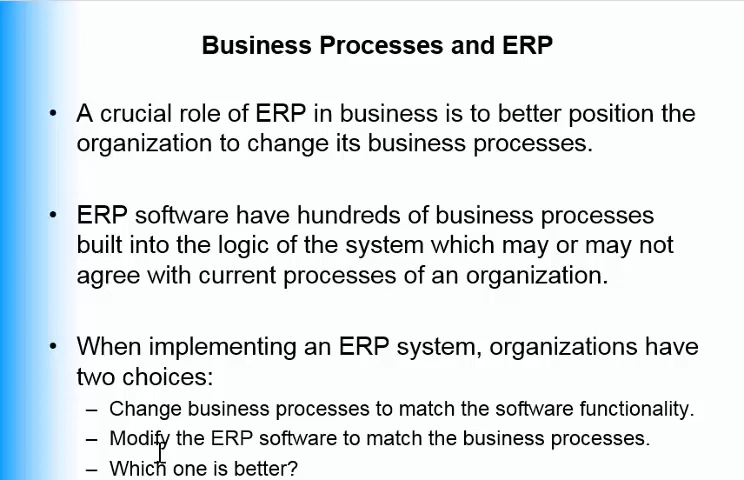 Business Processes and ERP
• A crucial role of ERP in business is to better position the
organization to change its business processes.
• ERP software have hundreds of business processes
built into the logic of the system which may or may not
agree with current processes of an organization.
• When implementing an ERP system, organizations have
two choices:
– Change business processes to match the software functionality.
– Modify the ERP software to match the business processes.
– Which one is better?